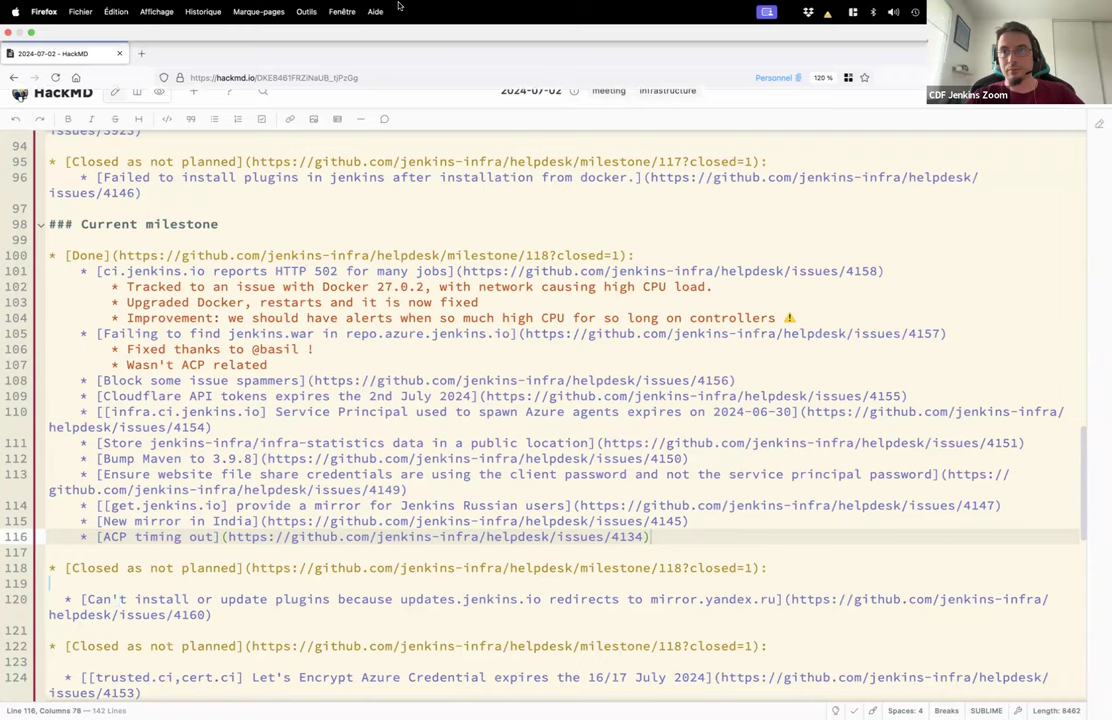 Firefox Fichier Édition Affichage Historique Marque-pages Outils Fenêtre Aide
2024-07-02 - HackMD
https://hackmd.io/DKE8461FRZiNaUB_tjPzGg
Personnel
120 %
CDF Jenkins Zoom
HackMD
2024-07-02
meeting
infrastructure
issues/3923)
94
95 * [Closed as not planned](https://github.com/jenkins-infra/helpdesk/milestone/117?closed=1):
96 * [Failed to install plugins in jenkins after installation from docker.](https://github.com/jenkins-infra/helpdesk/
issues/4146)
97
98 ### Current milestone
99
100 * [Done](https://github.com/jenkins-infra/helpdesk/milestone/118?closed=1):
101 * [ci.jenkins.io reports HTTP 502 for many jobs](https://github.com/jenkins-infra/helpdesk/issues/4158)
102 * Tracked to an issue with Docker 27.0.2, with network causing high CPU load.
103 * Upgraded Docker, restarts and it is now fixed
104 * Improvement: we should have alerts when so much high CPU for so long on controllers ⚠️
105 * [Failing to find jenkins.war in repo.azure.jenkins.io](https://github.com/jenkins-infra/helpdesk/issues/4157)
106 * Fixed thanks to @basil !
107 * Wasn't ACP related
108 * [Block some issue spammers](https://github.com/jenkins-infra/helpdesk/issues/4156)
109 * [Cloudflare API tokens expires the 2nd July 2024](https://github.com/jenkins-infra/helpdesk/issues/4155)
110 * [[infra.ci.jenkins.io] Service Principal used to spawn Azure agents expires on 2024-06-30](https://github.com/jenkins-infra/
helpdesk/issues/4154)
111 * [Store jenkins-infra/infra-statistics data in a public location](https://github.com/jenkins-infra/helpdesk/issues/4151)
112 * [Bump Maven to 3.9.8](https://github.com/jenkins-infra/helpdesk/issues/4150)
113 * [Ensure website file share credentials are using the client password and not the service principal password](https://
github.com/jenkins-infra/helpdesk/issues/4149)
114 * [[get.jenkins.io] provide a mirror for Jenkins Russian users](https://github.com/jenkins-infra/helpdesk/issues/4147)
115 * [New mirror in India](https://github.com/jenkins-infra/helpdesk/issues/4145)
116 * [ACP timing out](https://github.com/jenkins-infra/helpdesk/issues/4134)
117
118 * [Closed as not planned](https://github.com/jenkins-infra/helpdesk/milestone/118?closed=1):
119
120 * [Can't install or update plugins because updates.jenkins.io redirects to mirror.yandex.ru](https://github.com/jenkins-infra/
helpdesk/issues/4160)
121
122 * [Closed as not planned](https://github.com/jenkins-infra/helpdesk/milestone/118?closed=1):
123
124 * [[trusted.ci,cert.ci] Let's Encrypt Azure Credential expires the 16/17 July 2024](https://github.com/jenkins-infra/helpdesk/
issues/4153)
Line 116, Columns 78 — 142 Lines
Spaces: 4 Breaks SUBLIME Length: 8462